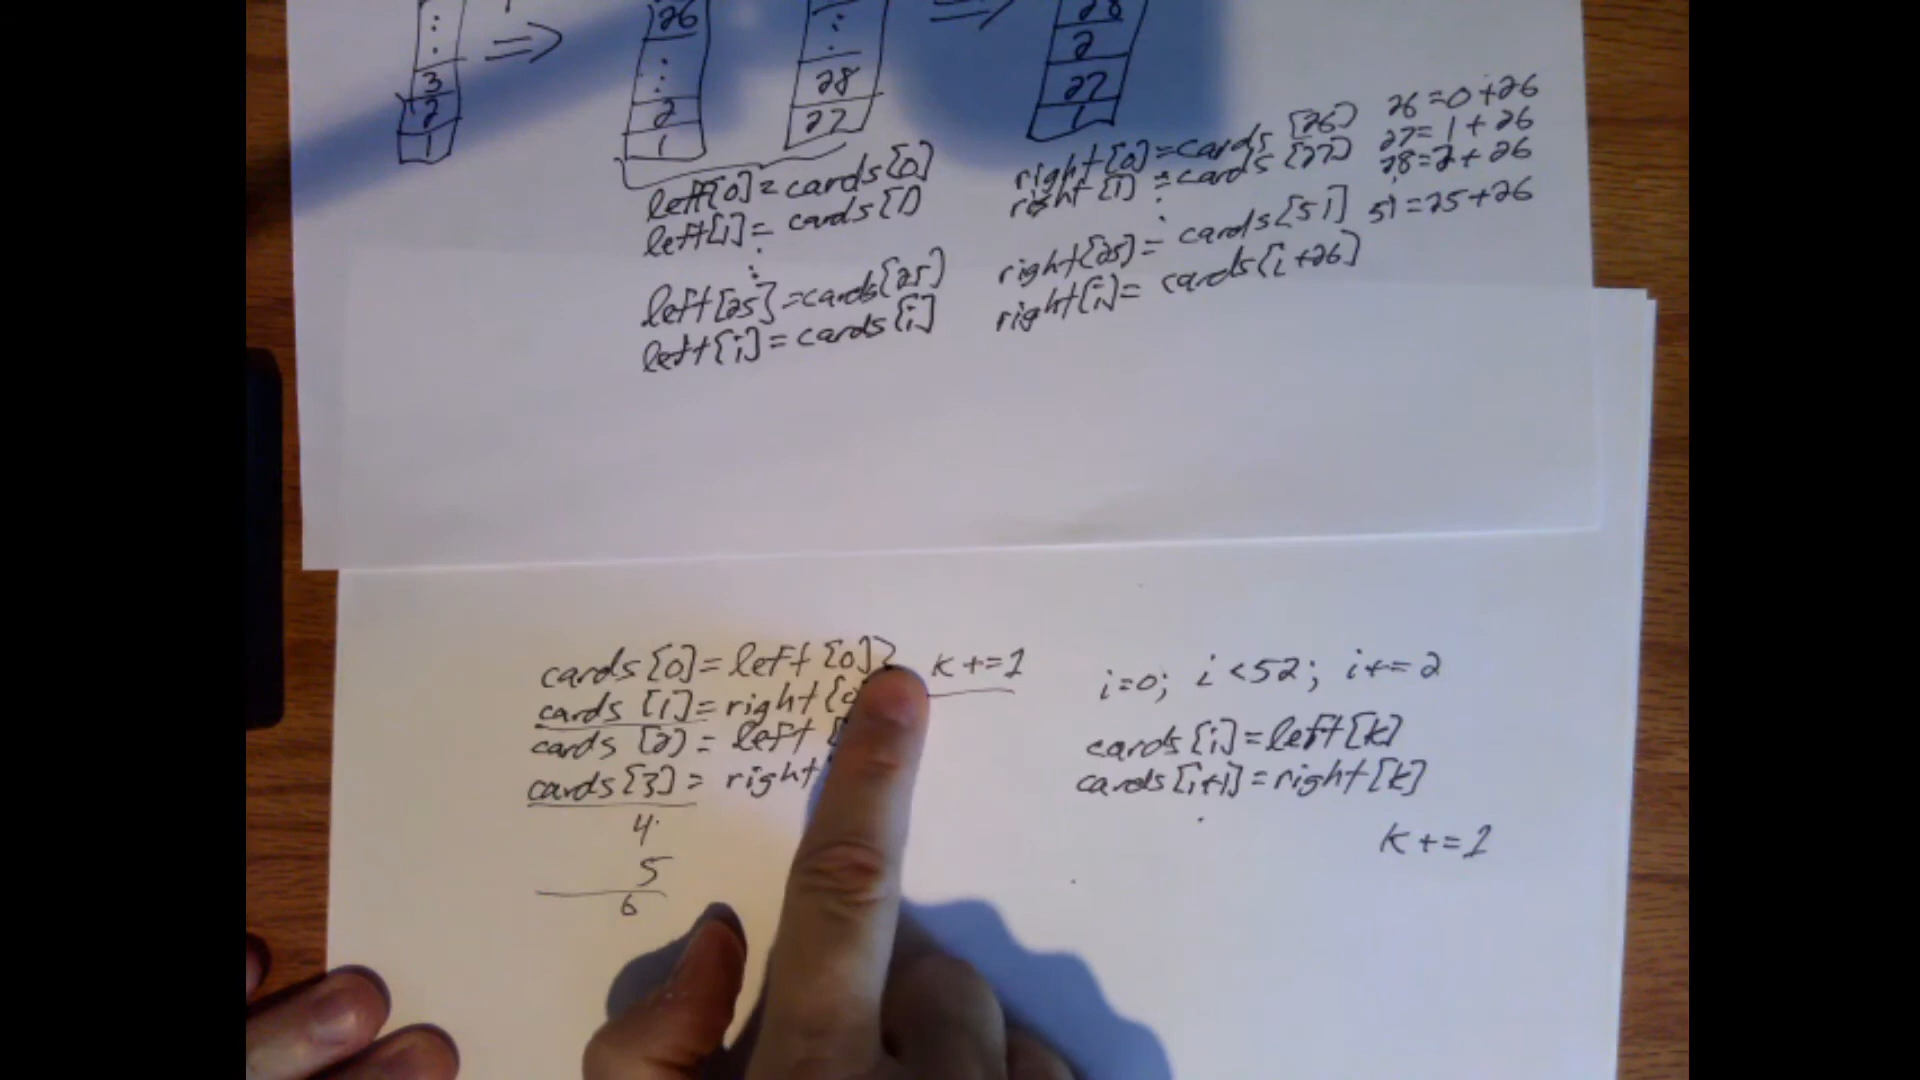 ⋮ ⇒ 26 ⋮ ⇒ 28
3 ⋮ 28 2
2 2 27 27
1 1 1
left[0]=cards[0] right[0]=cards[26] 26=0+26
left[1]= cards[1] right[1]=cards[27] 27=1+26
⋮ ⋮ 28=2+26
left[25]=cards[25] right[25]=cards[51] 51=25+26
left[i]=cards[i] right[i]= cards[i+26]
cards[0]=left[0] k+=1 i=0; i<52; i+=2
cards[1]=right[0
cards[2]= left [ cards[i]=left[k]
cards[3]= right cards[i+1]=right[k]
4
5 k+=1
6